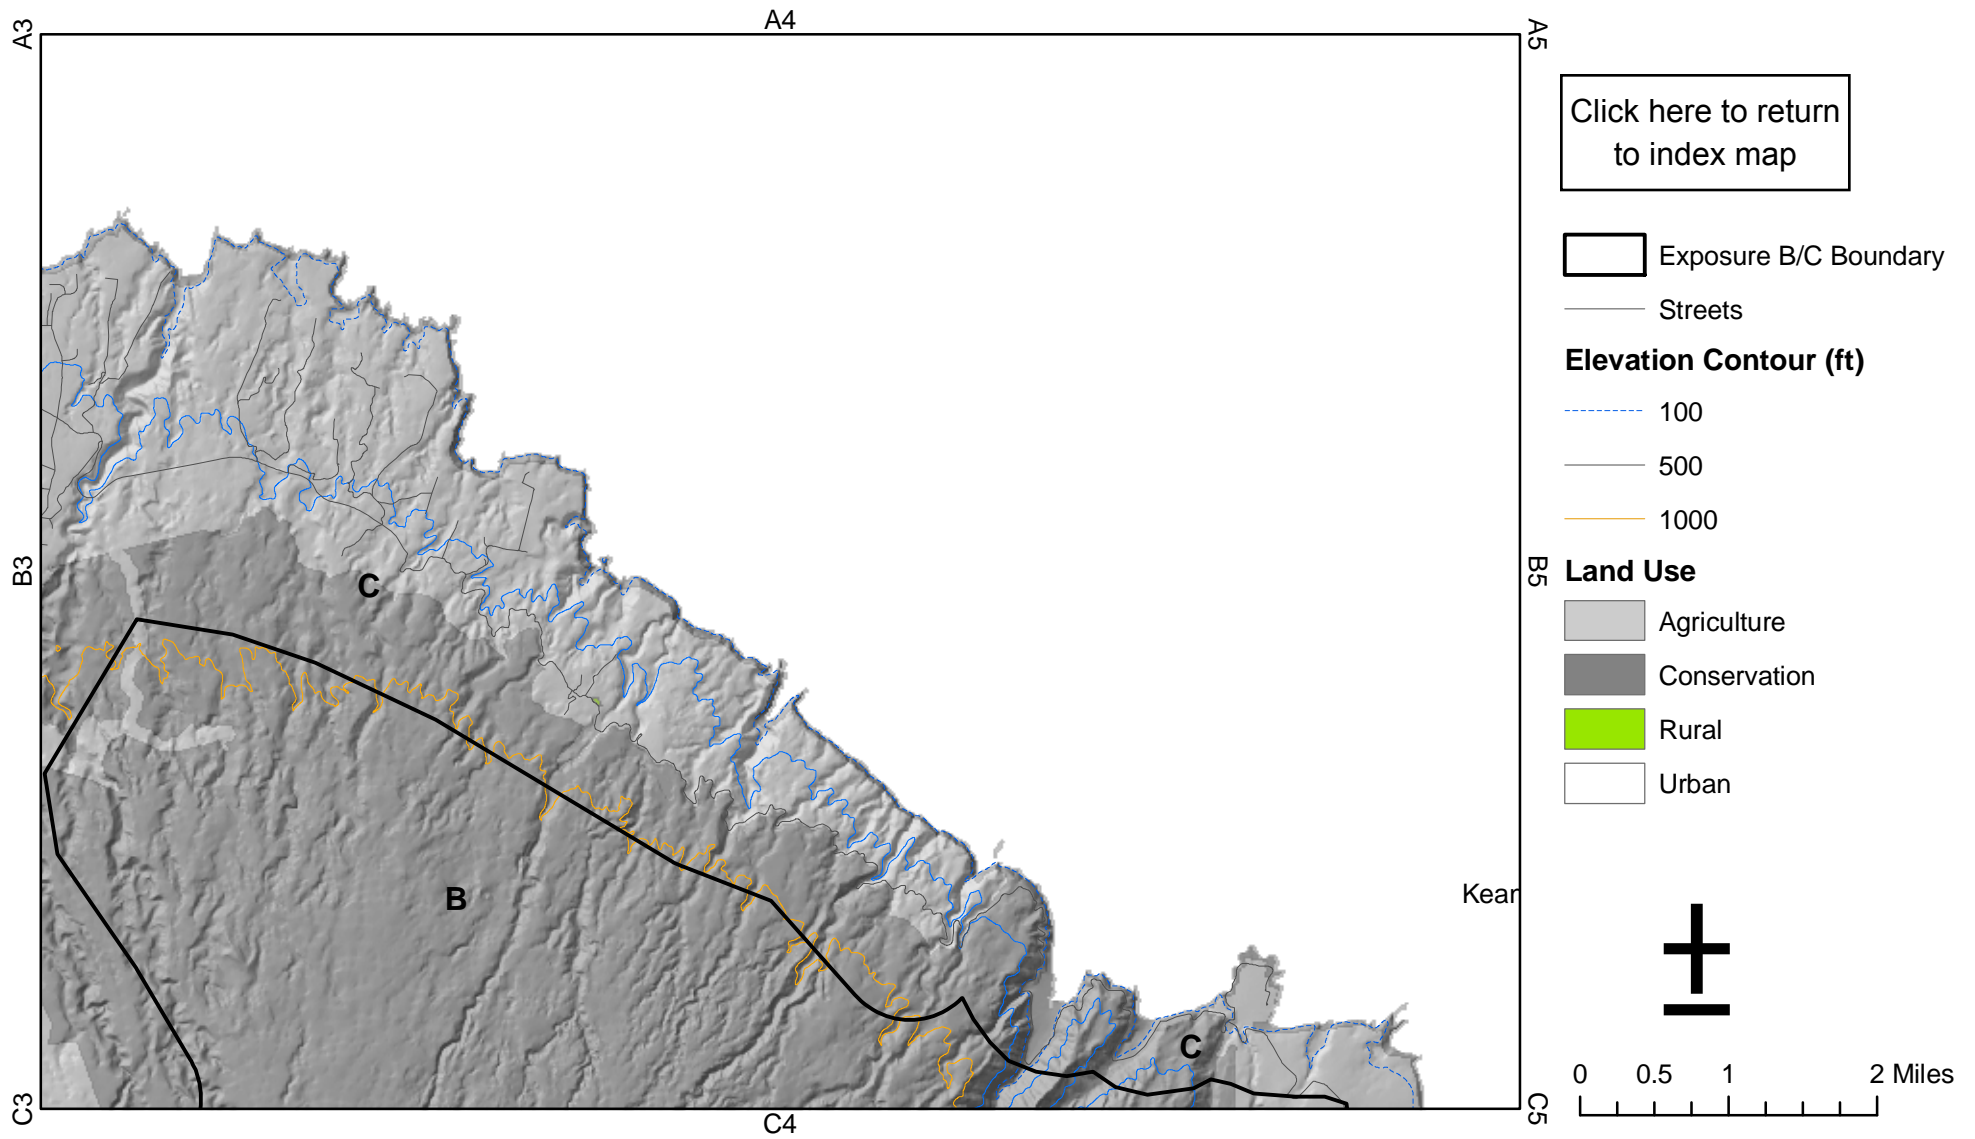 A4
A3
A5
Click here to return
to index map
Exposure B/C Boundary
Streets
Elevation Contour (ft)
100
500
1000
B3
B5
Land Use
C
Agriculture
Conservation
Rural
Urban
B
Kear
C
0 0.5 1 2 Miles
C3
C4
C5